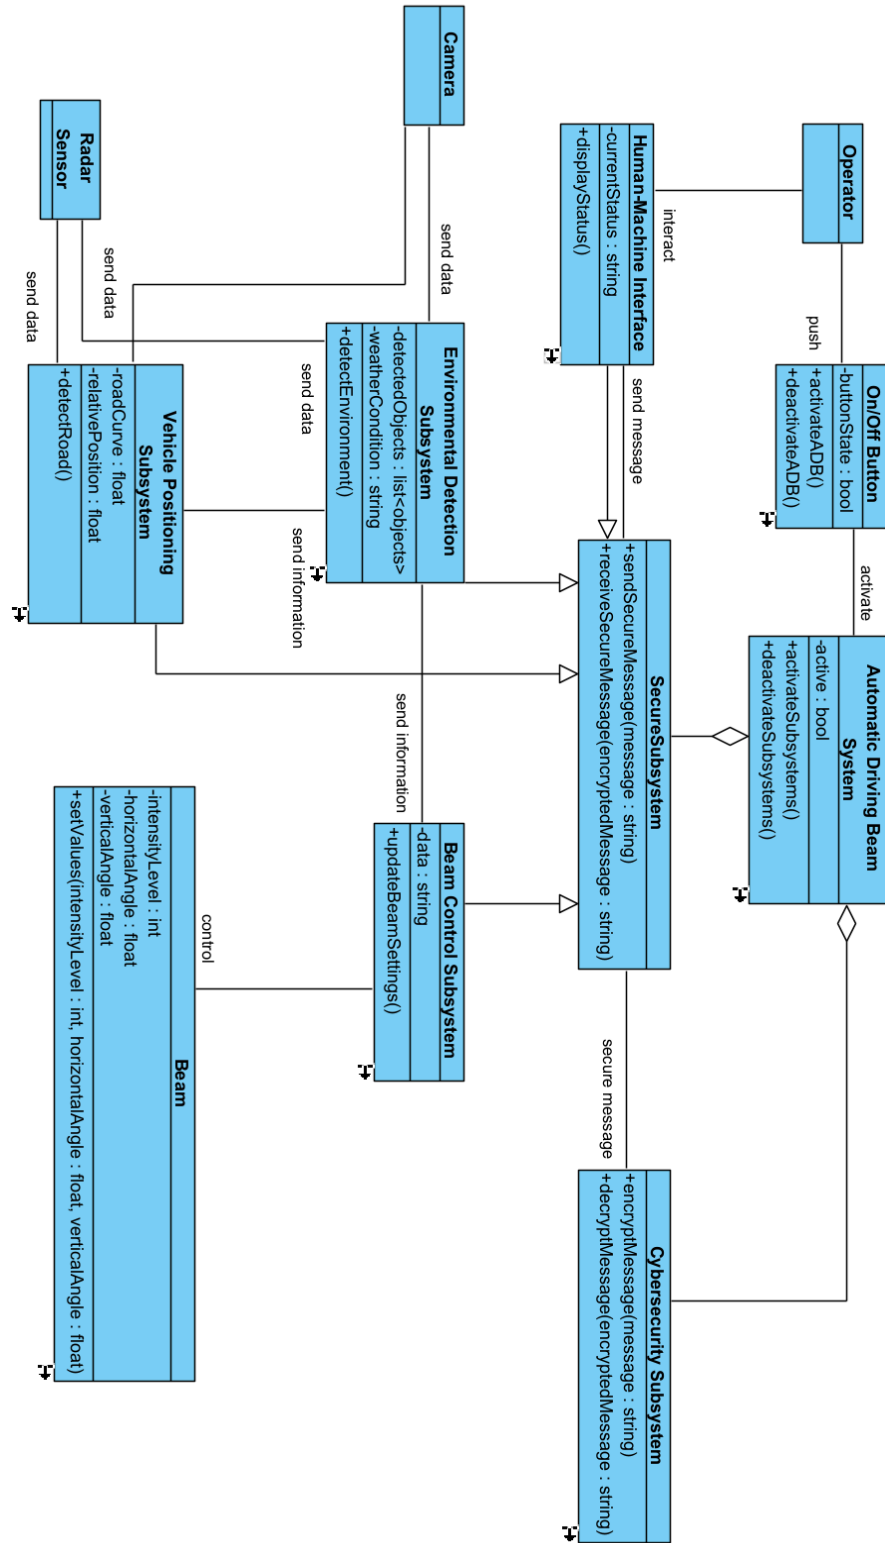 Operator
push
On/Off Button
-buttonState : bool
+activateADB()
+deactivateADB()
activate
Automatic Driving Beam
System
-active : bool
+activateSubsystems()
+deactivateSubsystems()
interact
Human-Machine Interface
-currentStatus : string
+displayStatus()
send message
SecureSubsystem
+sendSecureMessage(message : string)
+receiveSecureMessage(encryptedMessage : string)
secure message
Cybersecurity Subsystem
+encryptMessage(message : string)
+decryptMessage(encryptedMessage : string)
Camera
send data
Environmental Detection
Subsystem
-detectedObjects : list<objects>
-weatherCondition : string
+detectEnvironment()
send information
Beam Control Subsystem
-data : string
+updateBeamSettings()
send data
send data
send information
control
Radar
Sensor
send data
Vehicle Positioning
Subsystem
-roadCurve : float
-relativePosition : float
+detectRoad()
Beam
-intensityLevel : int
-horizontalAngle : float
-verticalAngle : float
+setValues(intensityLevel : int, horizontalAngle : float, verticalAngle : float)
send data